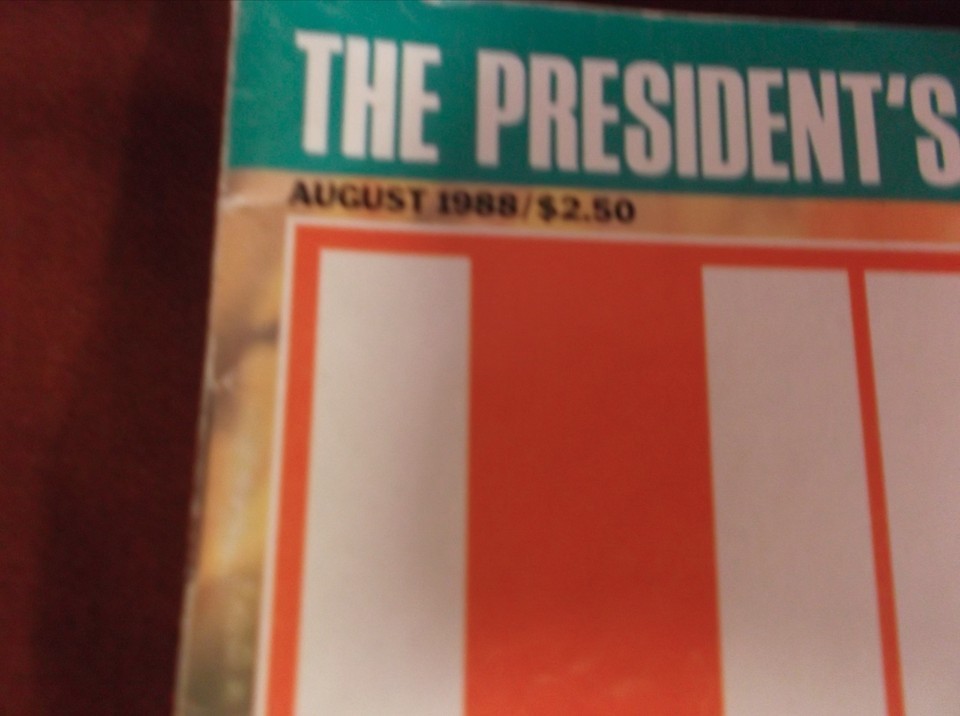 THE PRESIDENT'S
AUGUST 1988/$2.50